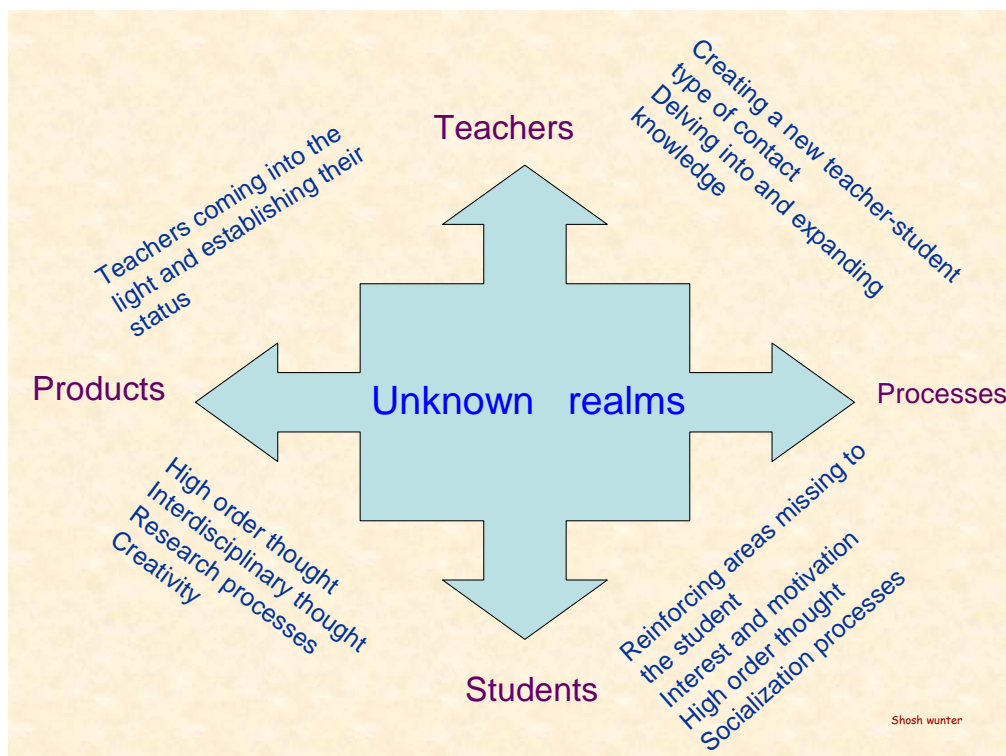 Teachers
Creating a new teacher-student
type of contact
Delving into and expanding
knowledge
Teachers coming into the
light and establishing their
status
Products
Unknown realms
Processes
High order thought
Interdisciplinary thought
Research processes
Creativity
Reinforcing areas missing to
the student
Interest and motivation
High order thought
Socialization processes
Students
Shosh wunter